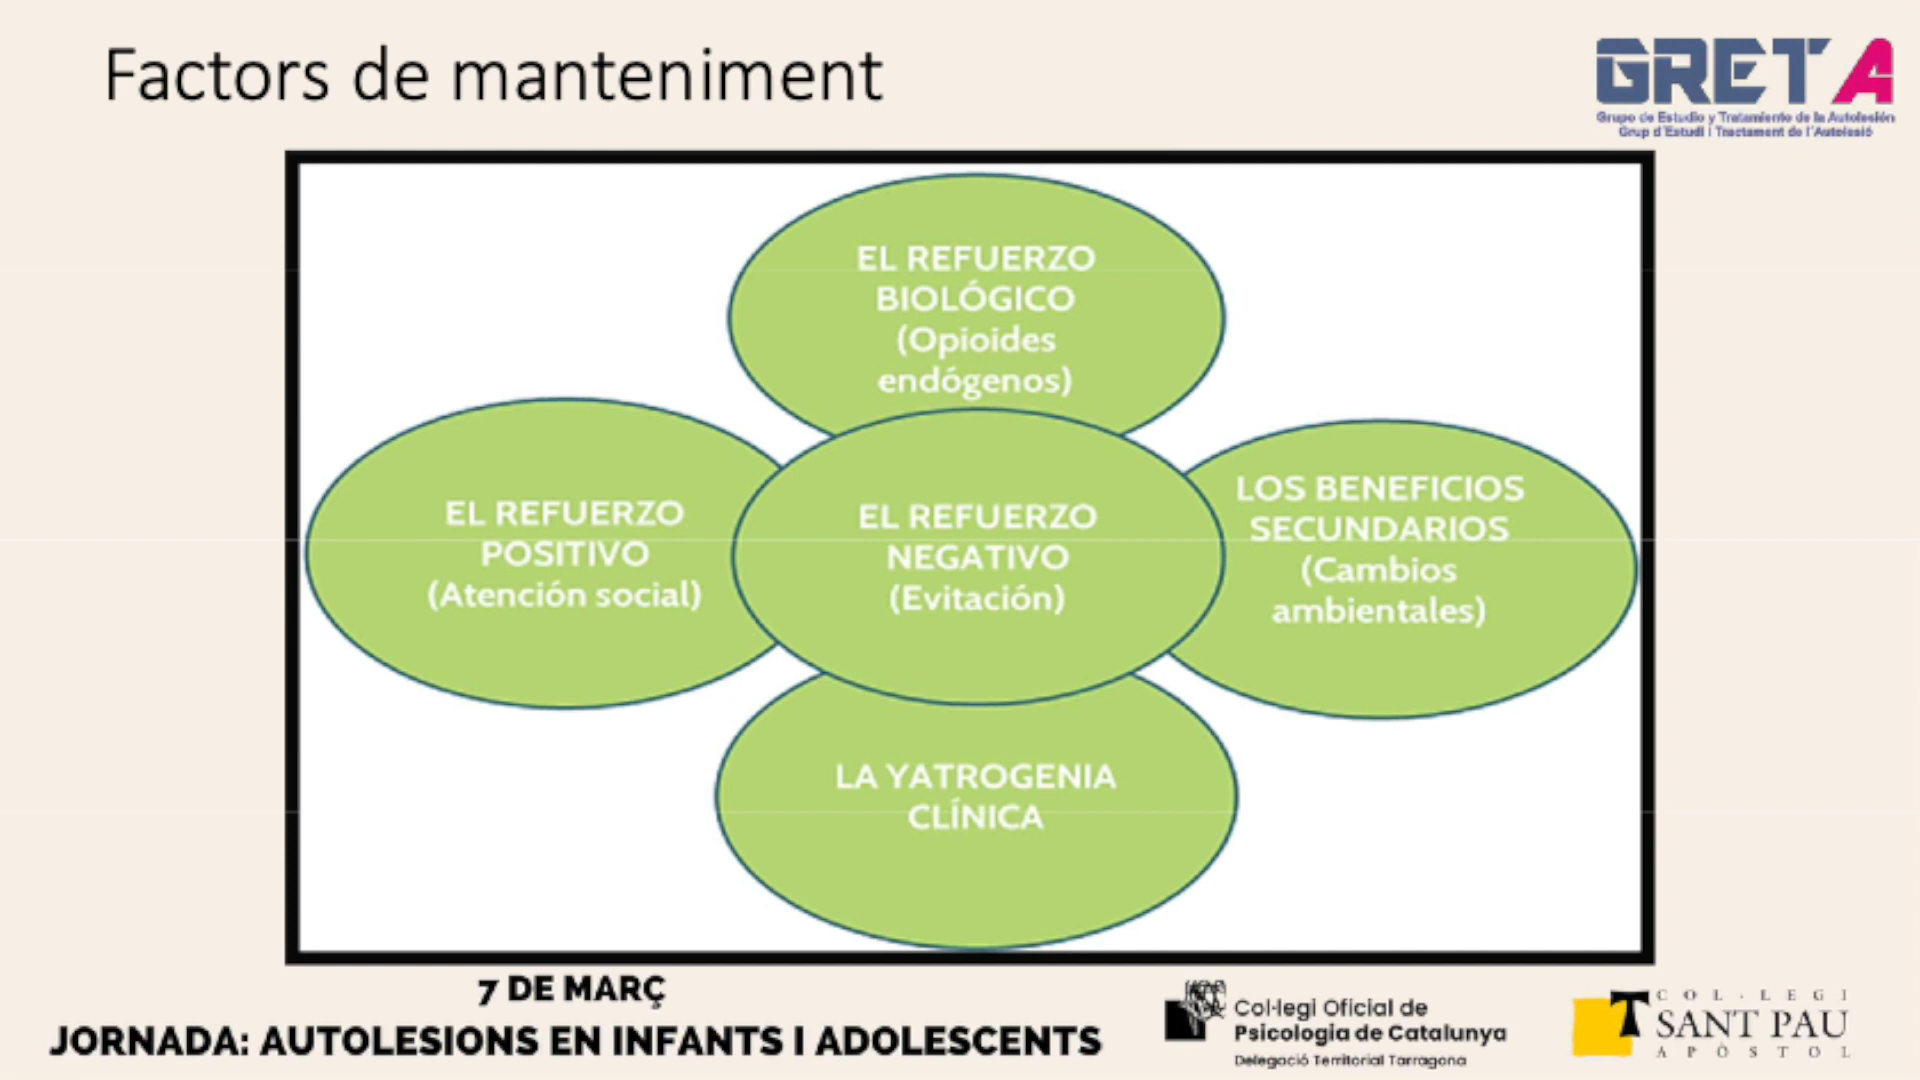 Factors de manteniment
GRETA
Grupo de Estudio y Tratamiento de la Autolesión
Grup d'Estudi i Tractament de l'Autolesió
EL REFUERZO
BIOLÓGICO
(Opioides
endógenos)
EL REFUERZO
POSITIVO
(Atención social)
EL REFUERZO
NEGATIVO
(Evitación)
LOS BENEFICIOS
SECUNDARIOS
(Cambios
ambientales)
LA YATROGENIA
CLÍNICA
7 DE MARÇ
JORNADA: AUTOLESIONS EN INFANTS I ADOLESCENTS
Col·legi Oficial de
Psicologia de Catalunya
Delegació Territorial Tarragona
COL·LEGI
SANT PAU
APÒSTOL